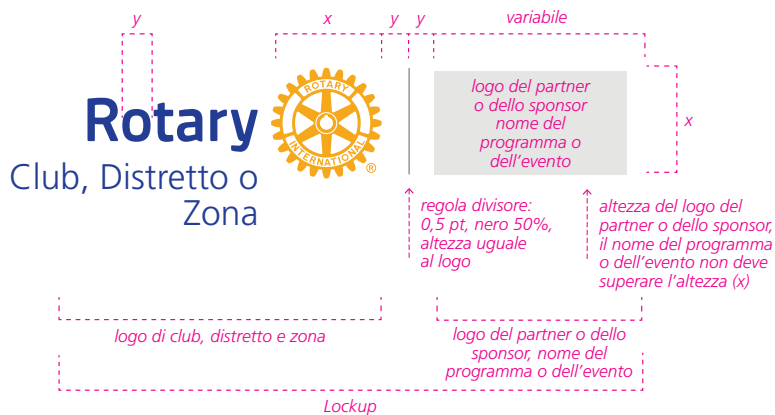 y
x
y
y
variabile
Rotary
Club, Distretto o
Zona
ROTARY
INTERNATIONAL
®
logo del partner
o dello sponsor
nome del
programma o
dell'evento
x
regola divisore:
0,5 pt, nero 50%,
altezza uguale
al logo
altezza del logo del
partner o dello sponsor,
il nome del programma
o dell'evento non deve
superare l'altezza (x)
logo di club, distretto e zona
logo del partner o dello
sponsor, nome del
programma o dell'evento
Lockup